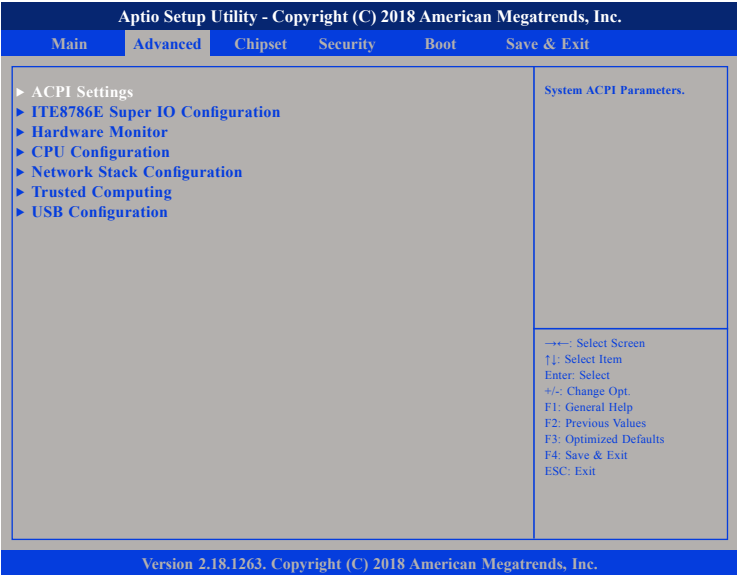 Aptio Setup Utility - Copyright (C) 2018 American Megatrends, Inc.
Main Advanced Chipset Security Boot Save & Exit
► ACPI Settings
► ITE8786E Super IO Configuration
► Hardware Monitor
► CPU Configuration
► Network Stack Configuration
► Trusted Computing
► USB Configuration
System ACPI Parameters.
→←: Select Screen
↑↓: Select Item
Enter: Select
+/-: Change Opt.
F1: General Help
F2: Previous Values
F3: Optimized Defaults
F4: Save & Exit
ESC: Exit
Version 2.18.1263. Copyright (C) 2018 American Megatrends, Inc.